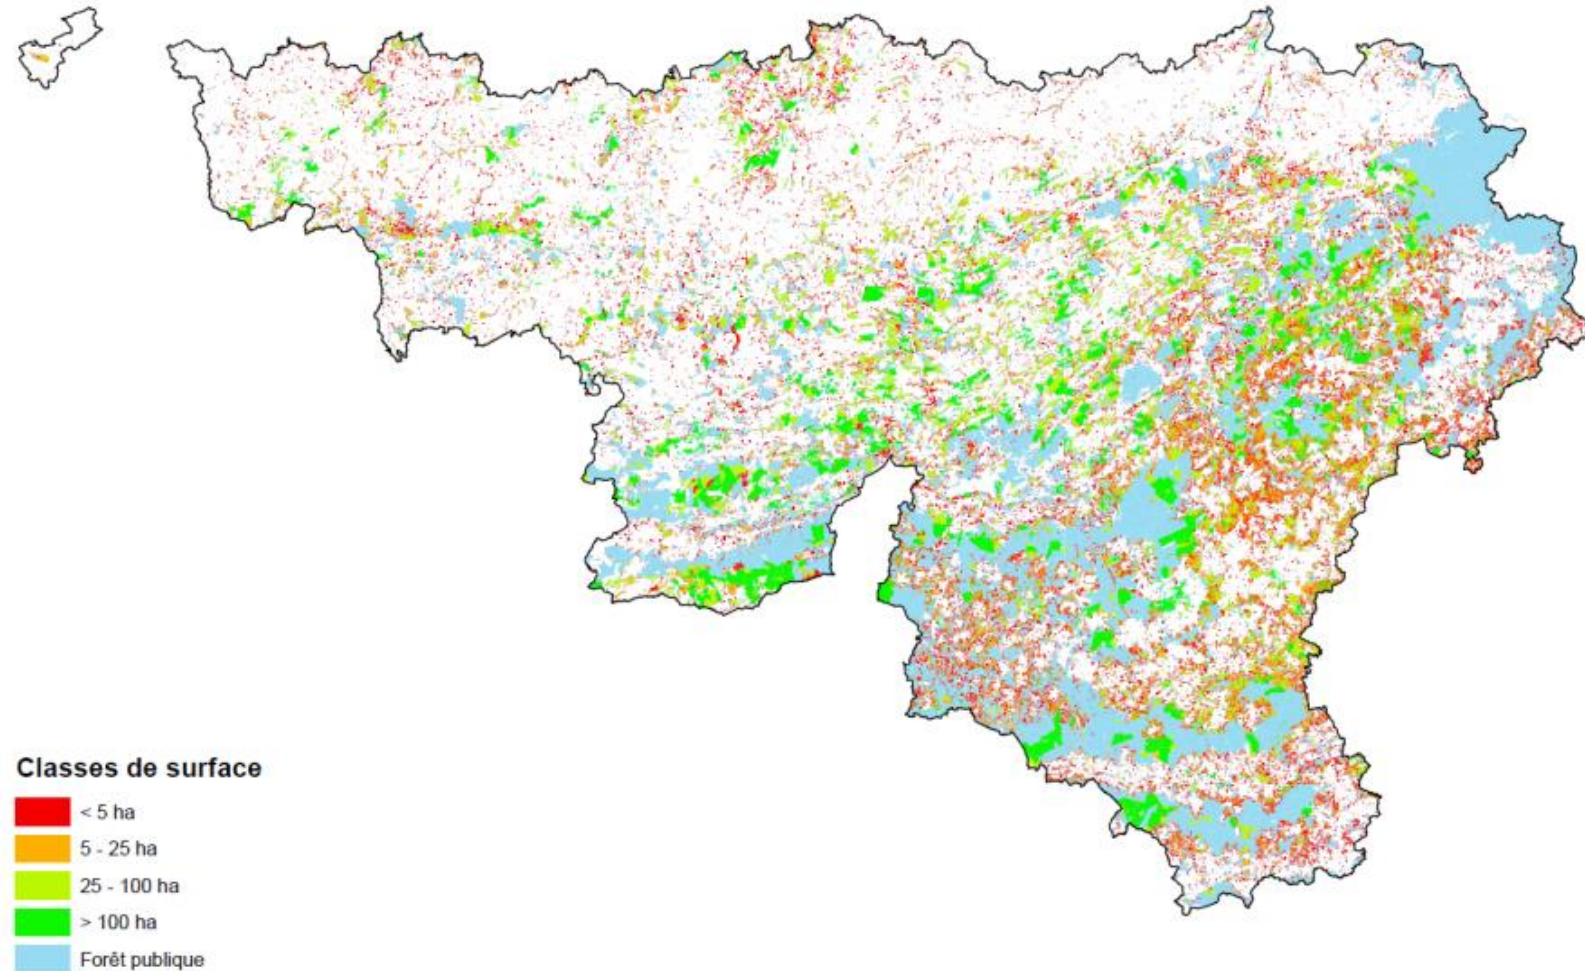 Classes de surface
< 5 ha
5 - 25 ha
25 - 100 ha
> 100 ha
Forêt publique